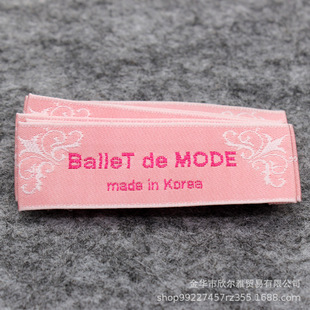 BalleT de MODE
made in Korea
金华市欣尔雅贸易有限公司
shop99227457rz355.1688.com